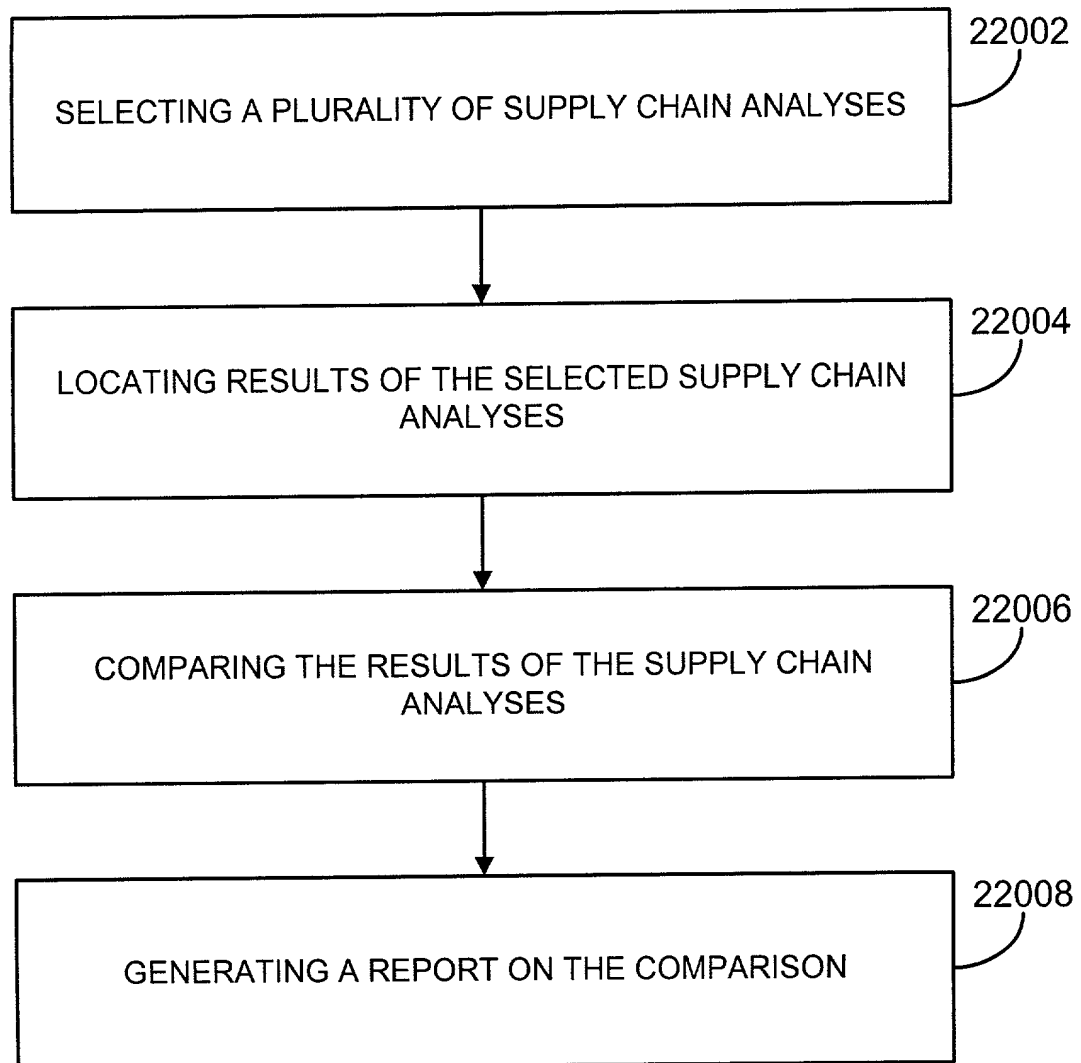 22002
SELECTING A PLURALITY OF SUPPLY CHAIN ANALYSES
22004
LOCATING RESULTS OF THE SELECTED SUPPLY CHAIN
ANALYSES
22006
COMPARING THE RESULTS OF THE SUPPLY CHAIN
ANALYSES
22008
GENERATING A REPORT ON THE COMPARISON